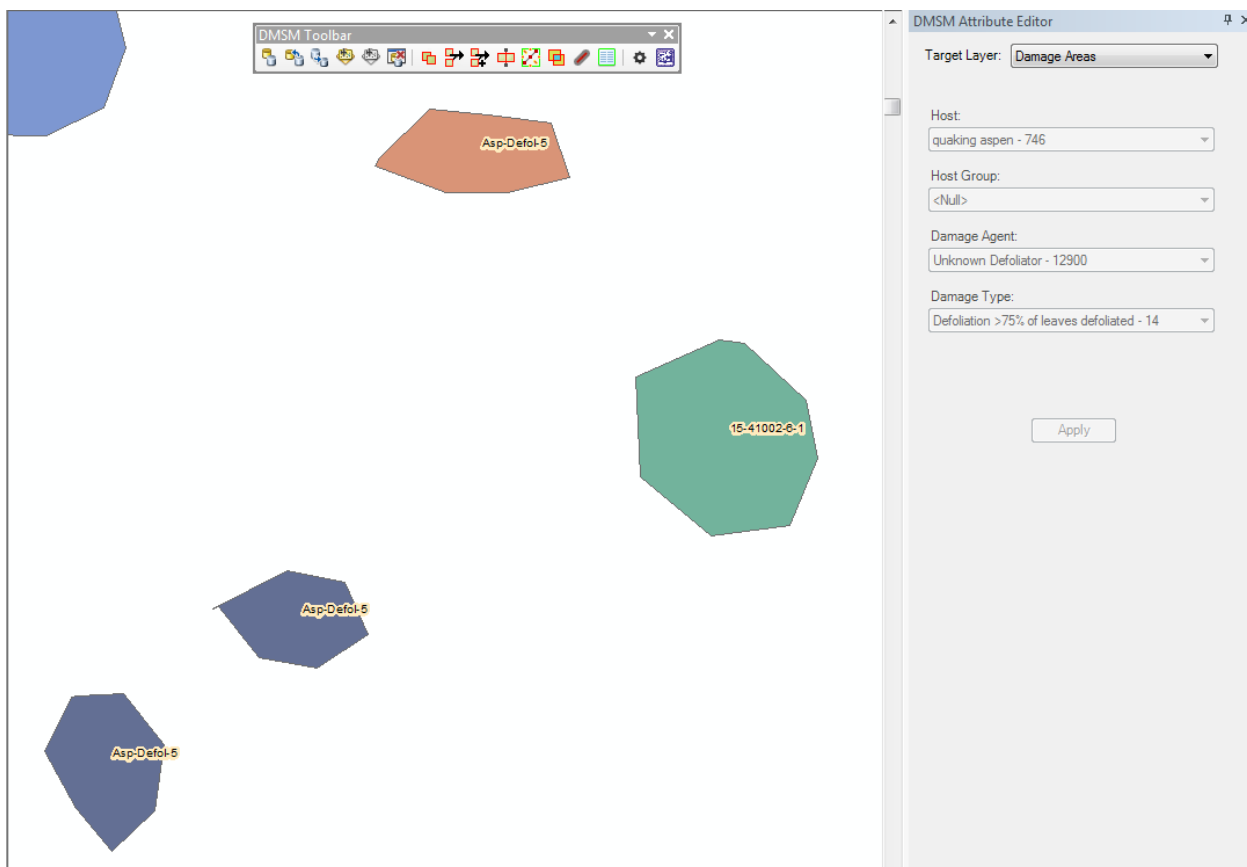 DMSM Toolbar
Asp-Defol-5
15-41002-6-1
Asp-Defol-5
Asp-Defol-5
DMSM Attribute Editor
Target Layer: Damage Areas
Host:
quaking aspen - 746
Host Group:
<Null>
Damage Agent:
Unknown Defoliator - 12900
Damage Type:
Defoliation >75% of leaves defoliated - 14
Apply